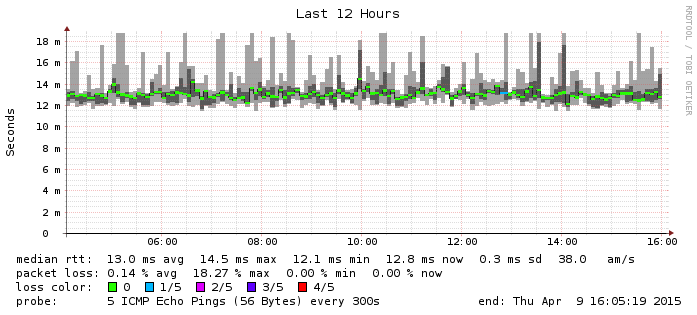 Last 12 Hours
RRDTOOL / TOBI OETIKER
Seconds
18 m
16 m
14 m
12 m
10 m
8 m
6 m
4 m
2 m
0
06:00 08:00 10:00 12:00 14:00 16:00
median rtt: 13.0 ms avg 14.5 ms max 12.1 ms min 12.8 ms now 0.3 ms sd 38.0 am/s
packet loss: 0.14 % avg 18.27 % max 0.00 % min 0.00 % now
loss color: 0 1/5 2/5 3/5 4/5
probe: 5 ICMP Echo Pings (56 Bytes) every 300s end: Thu Apr 9 16:05:19 2015